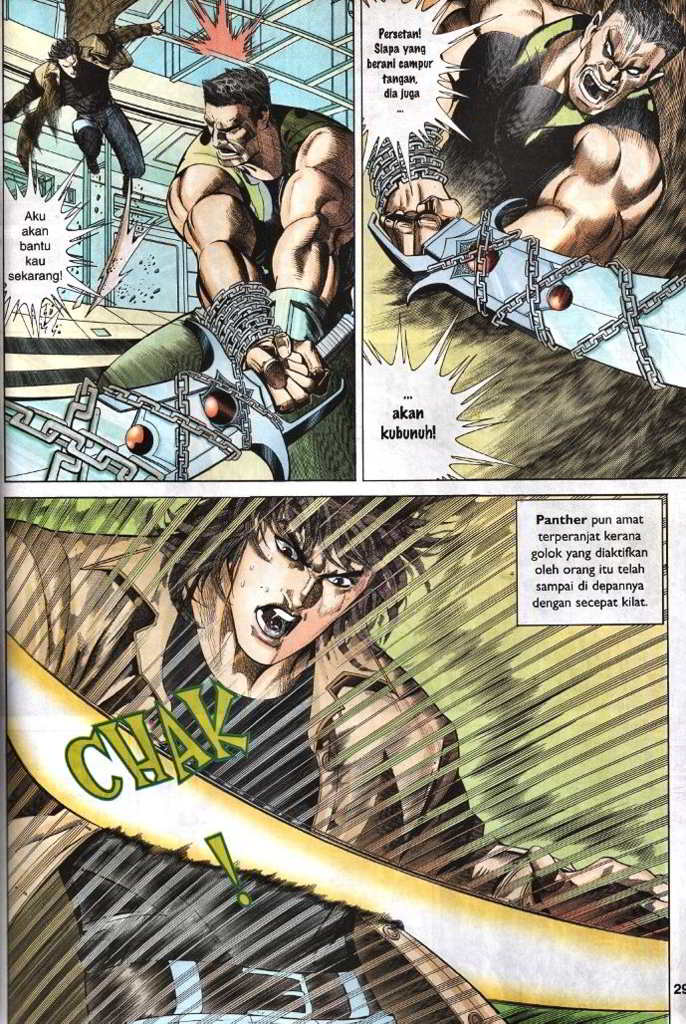 Aku
akan
bantu
kau
sekarang!
Persetan!
Siapa yang
berani campur
tangan,
dia juga
...
...
akan
kubunuh!
Panther pun amat
terperanjat kerana
golok yang diaktifkan
oleh orang itu telah
sampai di depannya
dengan secepat kilat.
CHAK
!
29